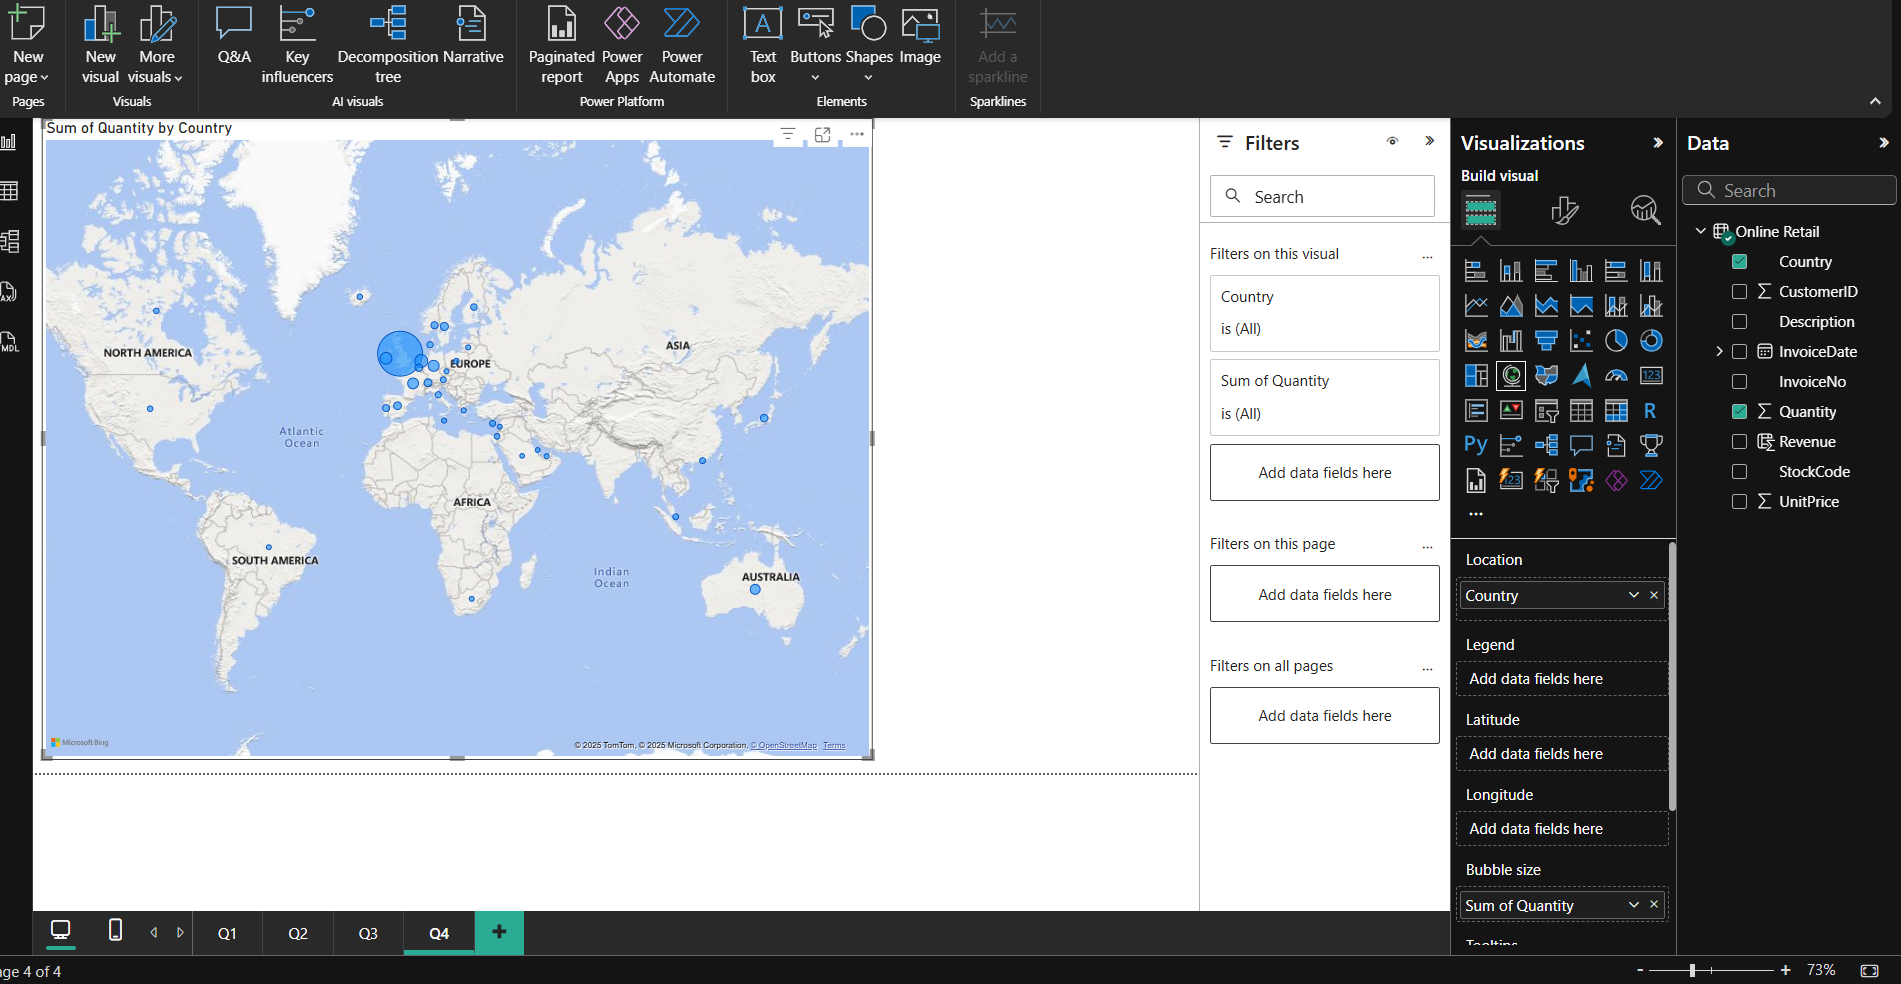 New page
New visual
More visuals
Q&A
Key influencers
Decomposition tree
Narrative
Paginated report
Power Apps
Power Automate
Text box
Buttons
Shapes
Image
Add a sparkline
Pages
Visuals
AI visuals
Power Platform
Elements
Sparklines
Sum of Quantity by Country
NORTH AMERICA
EUROPE
ASIA
Atlantic
Ocean
AFRICA
SOUTH AMERICA
Indian
Ocean
AUSTRALIA
Microsoft Bing
© 2025 TomTom, © 2025 Microsoft Corporation, © OpenStreetMap Terms
Filters
Search
Filters on this visual
...
Country
is (All)
Sum of Quantity
is (All)
Add data fields here
Filters on this page
...
Add data fields here
Filters on all pages
...
Add data fields here
Visualizations
Build visual
123
R
Py
123
...
Location
Country
Legend
Add data fields here
Latitude
Add data fields here
Longitude
Add data fields here
Bubble size
Sum of Quantity
Tooltips
Data
Search
Online Retail
Country
CustomerID
Description
InvoiceDate
InvoiceNo
Quantity
Revenue
StockCode
UnitPrice
Q1
Q2
Q3
Q4
+
age 4 of 4
- + 73%